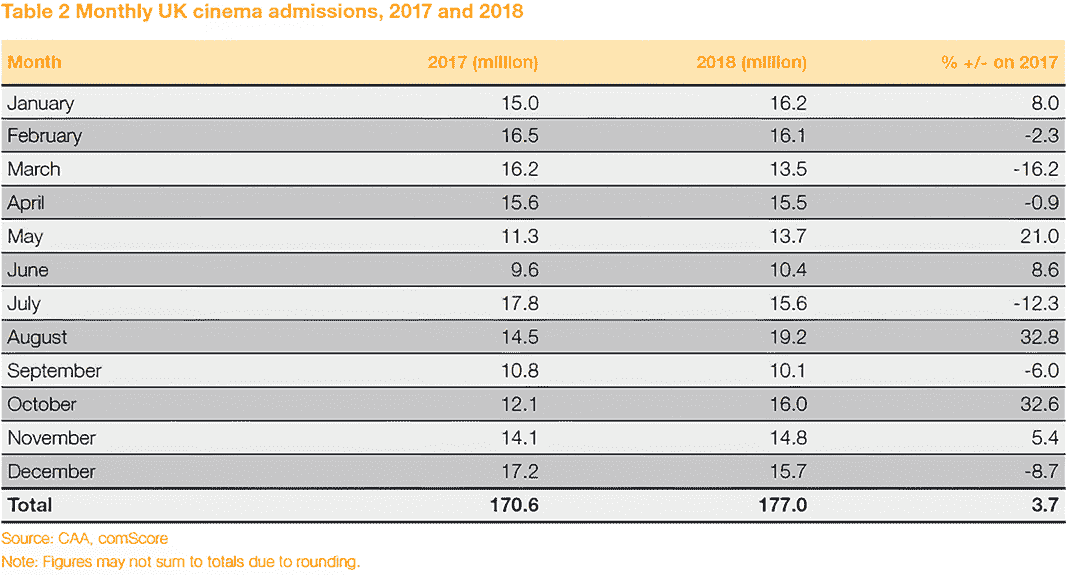 Table 2 Monthly UK cinema admissions, 2017 and 2018
Month 2017 (million) 2018 (million) % +/- on 2017
January 15.0 16.2 8.0
February 16.5 16.1 -2.3
March 16.2 13.5 -16.2
April 15.6 15.5 -0.9
May 11.3 13.7 21.0
June 9.6 10.4 8.6
July 17.8 15.6 -12.3
August 14.5 19.2 32.8
September 10.8 10.1 -6.0
October 12.1 16.0 32.6
November 14.1 14.8 5.4
December 17.2 15.7 -8.7
Total 170.6 177.0 3.7
Source: CAA, comScore
Note: Figures may not sum to totals due to rounding.